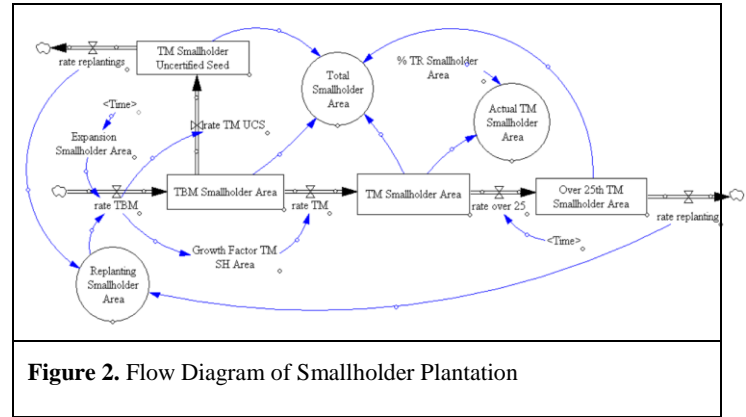 TM Smallholder
Uncertified Seed
rate replantings
Total
Smallholder
Area
% TR Smallholder
Area
Actual TM
Smallholder
Area
<Time>
Expansion
Smallholder Area
rate TM UCS
rate TBM
TBM Smallholder Area
rate TM
TM Smallholder Area
rate over 25
Over 25th TM
Smallholder Area
rate replanting
Growth Factor TM
SH Area
<Time>
Replanting
Smallholder
Area
Figure 2. Flow Diagram of Smallholder Plantation